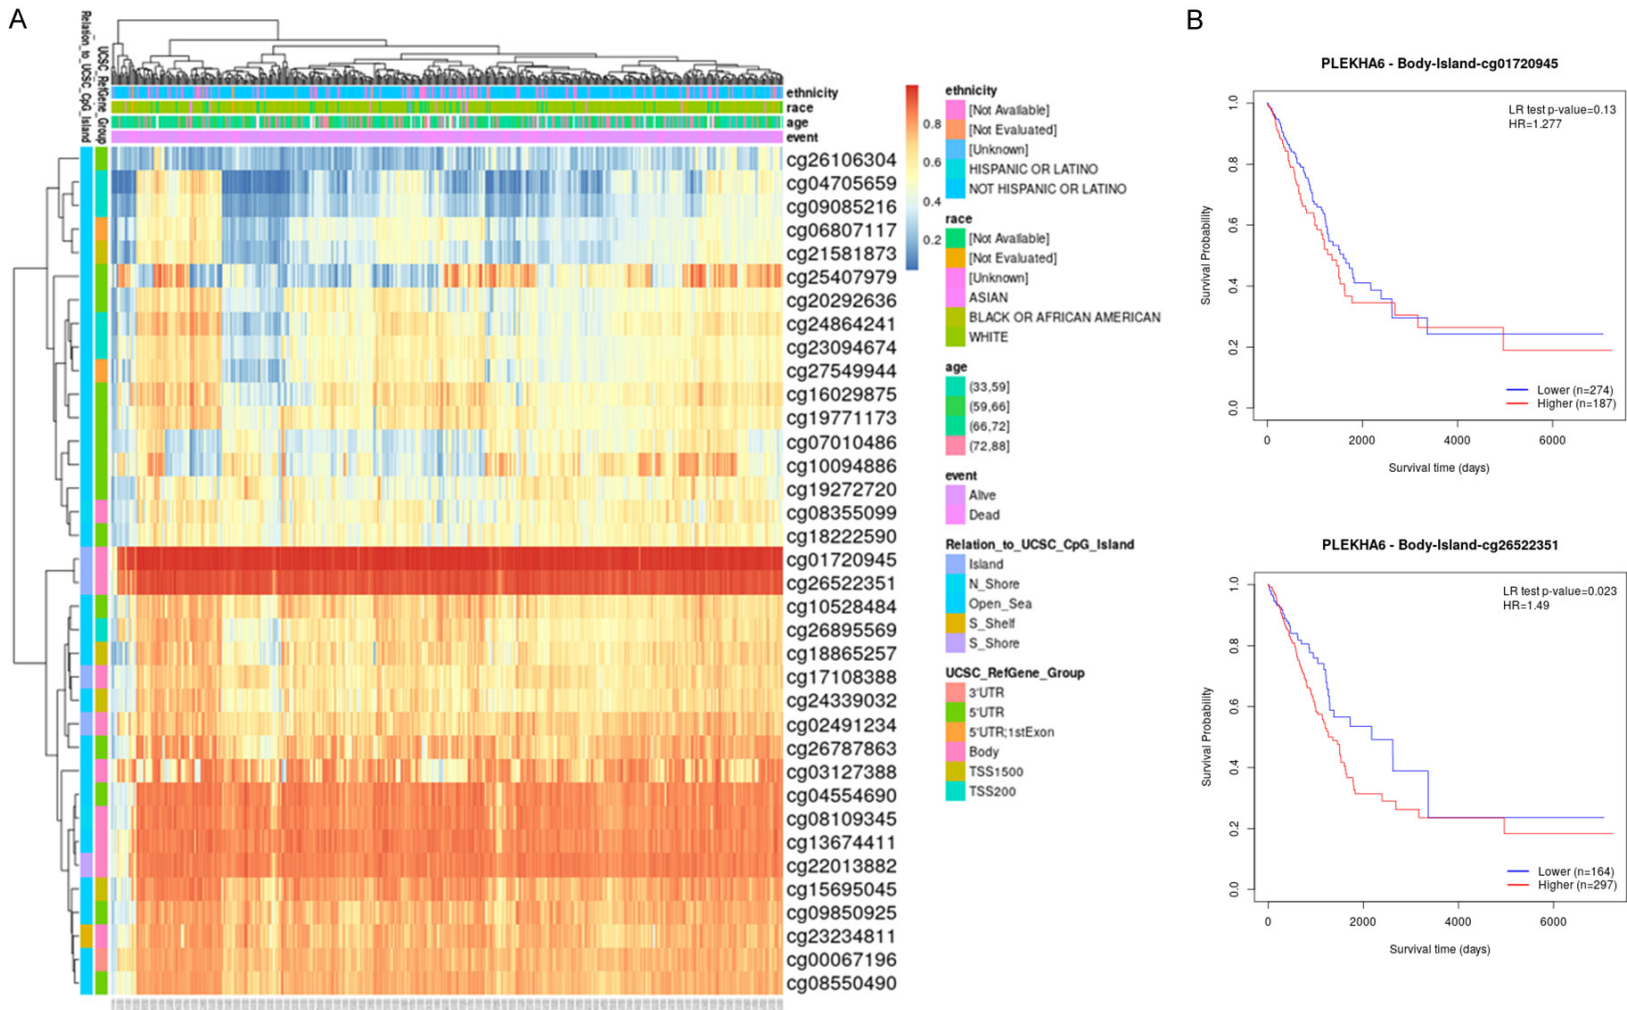 A
B
Relation_to_UCSC_CpG_Island
UCSC_RefGene_Group
ethnicity
race
age
event
cg26106304
cg04705659
cg09085216
cg06807117
cg21581873
cg25407979
cg20292636
cg24864241
cg23094674
cg27549944
cg16029875
cg19771173
cg07010486
cg10094886
cg19272720
cg08355099
cg18222590
cg01720945
cg26522351
cg10528484
cg26895569
cg18865257
cg17108388
cg24339032
cg02491234
cg26787863
cg03127388
cg04554690
cg08109345
cg13674411
cg22013882
cg15695045
cg09850925
cg23234811
cg00067196
cg08550490
0.8
0.6
0.4
0.2
ethnicity
[Not Available]
[Not Evaluated]
[Unknown]
HISPANIC OR LATINO
NOT HISPANIC OR LATINO
race
[Not Available]
[Not Evaluated]
[Unknown]
ASIAN
BLACK OR AFRICAN AMERICAN
WHITE
age
(33,59]
(59,66]
(66,72]
(72,88]
event
Alive
Dead
Relation_to_UCSC_CpG_Island
Island
N_Shore
Open_Sea
S_Shelf
S_Shore
UCSC_RefGene_Group
3'UTR
5'UTR
5'UTR;1stExon
Body
TSS1500
TSS200
PLEKHA6 - Body-Island-cg01720945
LR test p-value=0.13
HR=1.277
Survival Probability
1.0
0.8
0.6
0.4
0.2
0.0
Lower (n=274)
Higher (n=187)
0 2000 4000 6000
Survival time (days)
PLEKHA6 - Body-Island-cg26522351
LR test p-value=0.023
HR=1.49
Survival Probability
1.0
0.8
0.6
0.4
0.2
0.0
Lower (n=164)
Higher (n=297)
0 2000 4000 6000
Survival time (days)